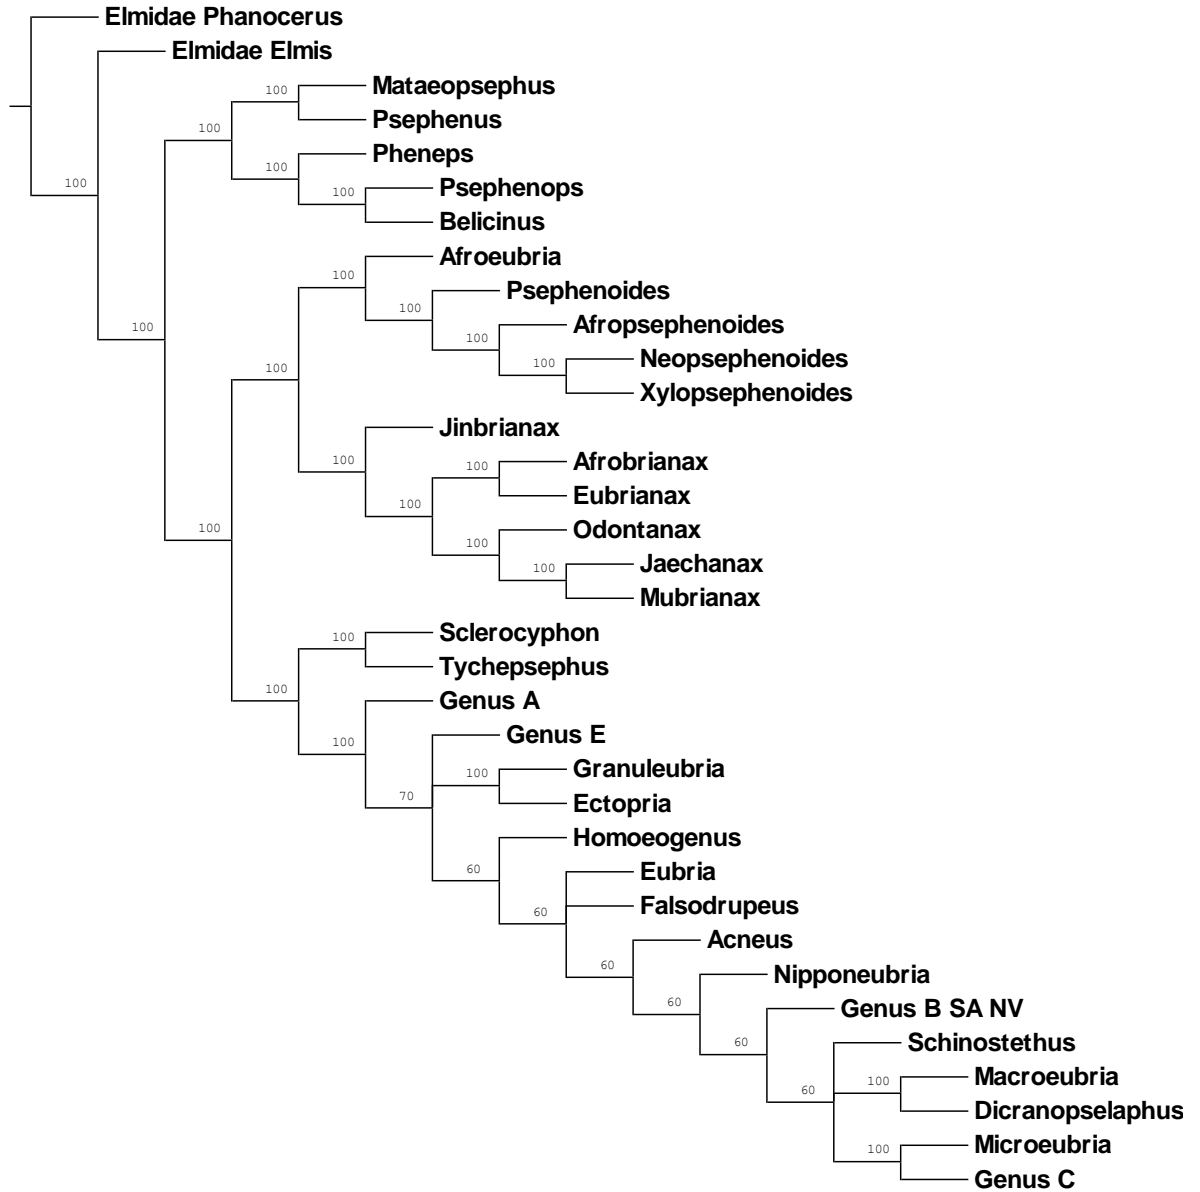 Elmidae Phanocerus
Elmidae Elmis
Mataeopsephus
100
Psephenus
100
Pheneps
100
100
Psephenops
100
Belicinus
Afroeubria
100
Psephenoides
100
Afropsephenoides
100
100
Neopsephenoides
100
Xylopsephenoides
100
Jinbrianax
100
Afrobrianax
100
Eubrianax
100
Odontanax
100
100
Jaechanax
100
Mubrianax
Sclerocyphon
100
Tychepsephus
100
Genus A
100
Genus E
Granuleubria
100
70
Ectopria
Homoeogenus
60
Eubria
Falsodrupeus
60
Acneus
60
Nipponeubria
60
Genus B SA NV
60
Schinostethus
Macroeubria
100
60
Dicranopselaphus
Microeubria
100
Genus C